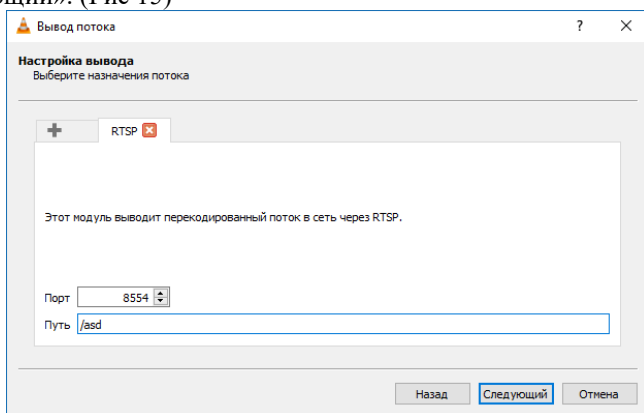 Вывод потока
Настройка вывода
Выберите назначения потока
RTSP
Этот модуль выводит перекодированный поток в сеть через RTSP.
Порт 8554
Путь /asd
Назад Следующий Отмена